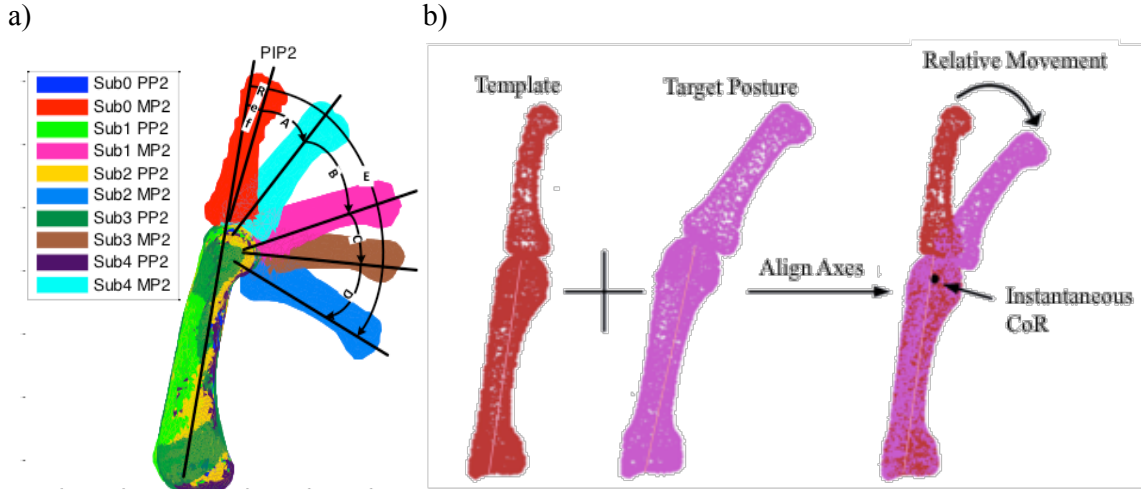 a)
PIP2
Sub0 PP2
Sub0 MP2
Sub1 PP2
Sub1 MP2
Sub2 PP2
Sub2 MP2
Sub3 PP2
Sub3 MP2
Sub4 PP2
Sub4 MP2
Ref
A
B
E
C
D
b)
Template
Target Posture
Relative Movement
Align Axes
Instantaneous
CoR